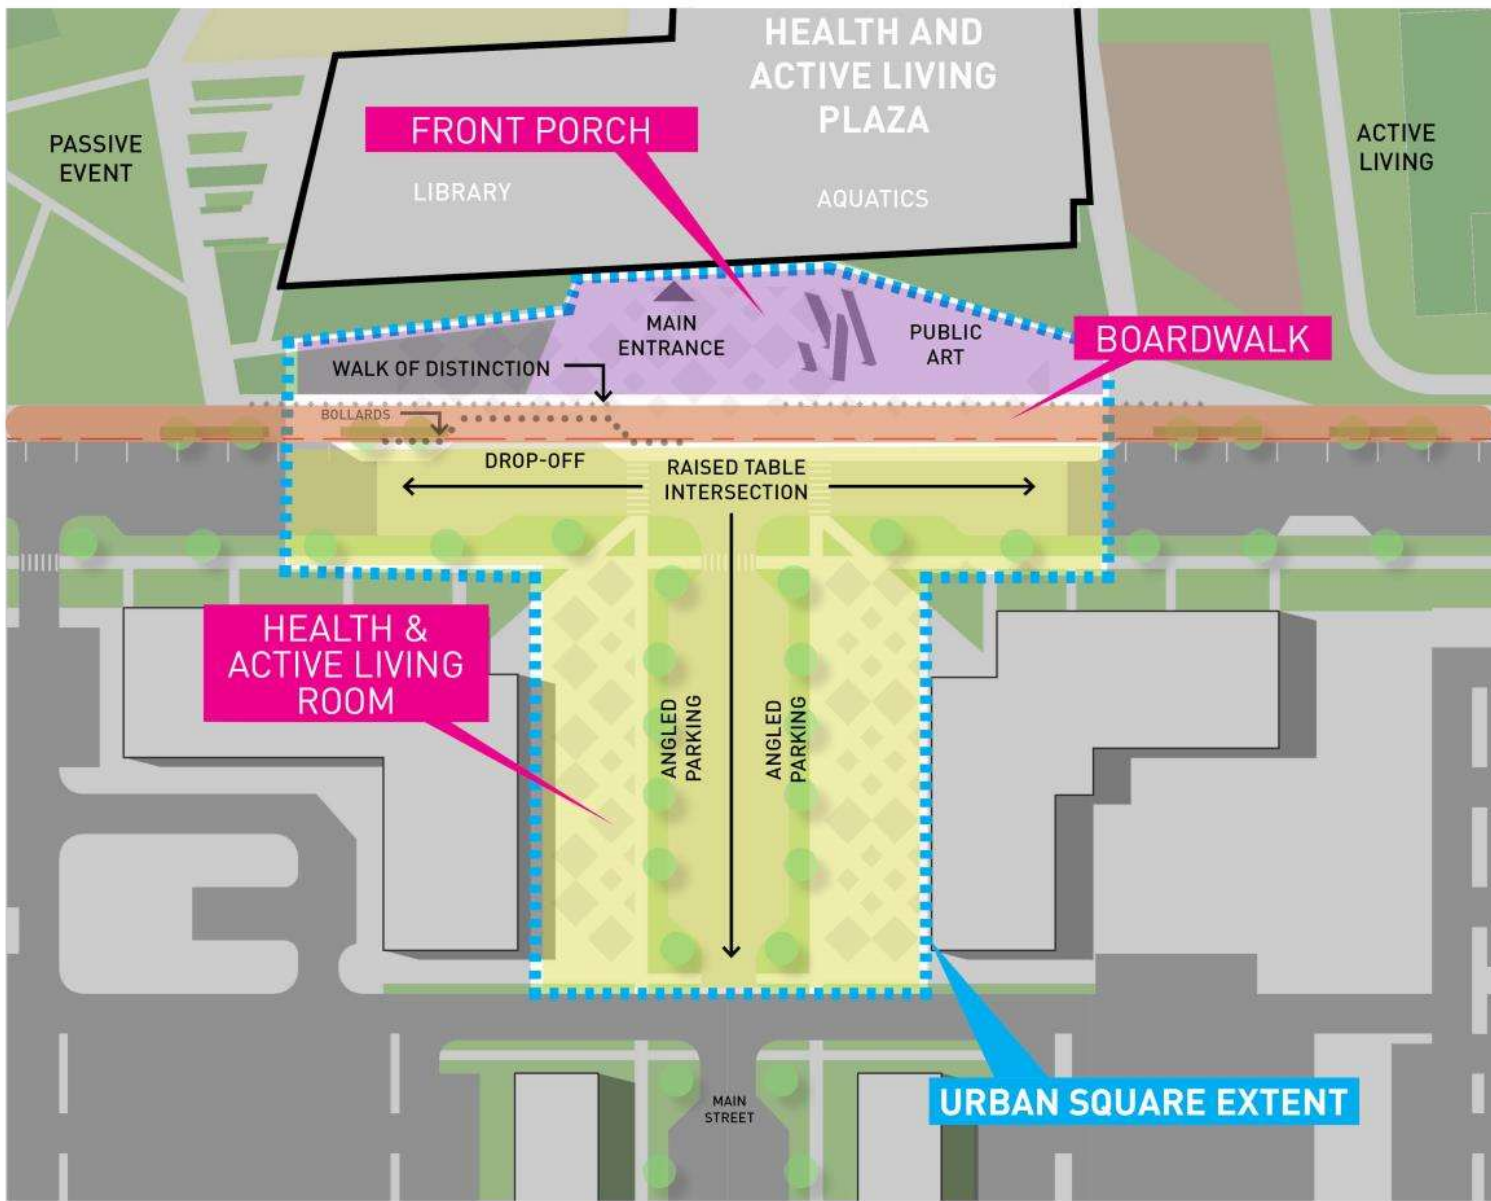 HEALTH AND
ACTIVE LIVING
PLAZA
FRONT PORCH
PASSIVE
EVENT
ACTIVE
LIVING
LIBRARY
AQUATICS
MAIN
ENTRANCE
PUBLIC
ART
BOARDWALK
WALK OF DISTINCTION
BOLLARDS
DROP-OFF
RAISED TABLE
INTERSECTION
HEALTH &
ACTIVE LIVING
ROOM
ANGLED
PARKING
ANGLED
PARKING
URBAN SQUARE EXTENT
MAIN
STREET